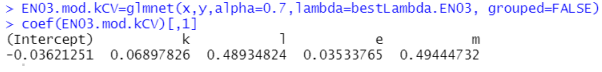 > EN03.mod.kCV=glmnet(x,y,alpha=0.7,lambda=bestLambda.EN03, grouped=FALSE)
> coef(EN03.mod.kCV)[,1]
(Intercept) k l e m
-0.03621251 0.06897826 0.48934824 0.03533765 0.49444732